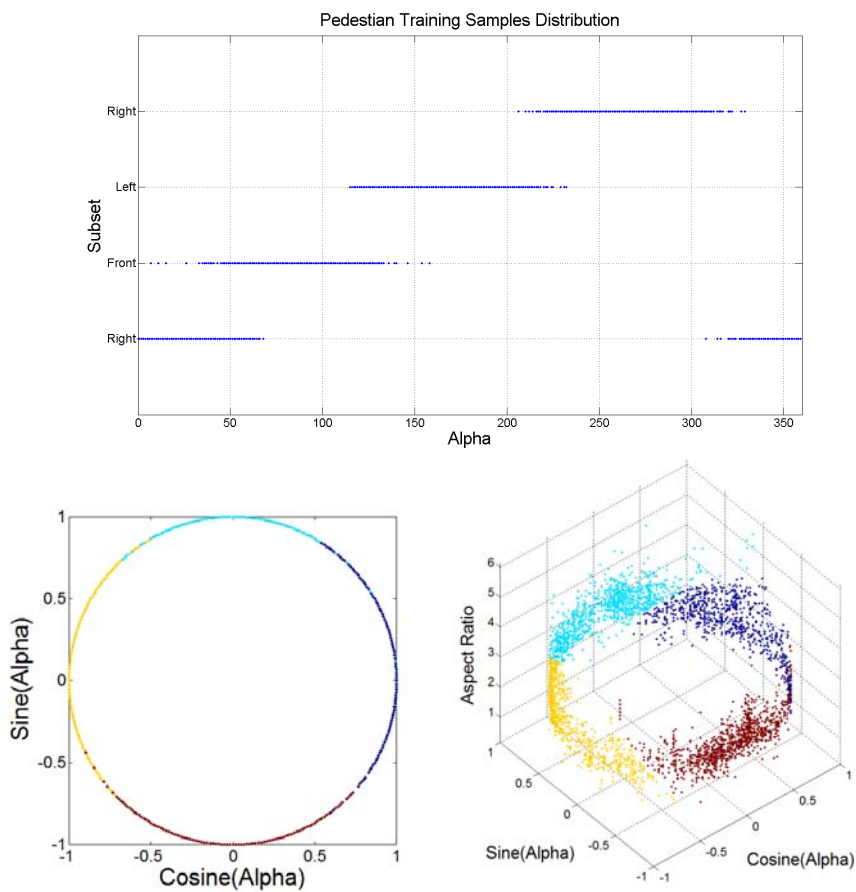 Pedestian Training Samples Distribution
Right
Left
Front
Right
Subset
0 50 100 150 200 250 300 350
Alpha
1
0.5
0
-0.5
-1
Sine(Alpha)
-1 -0.5 0 0.5 1
Cosine(Alpha)
6
5
4
3
2
1
Aspect Ratio
1
0.5
0
-0.5
-1
Sine(Alpha)
-1
-0.5
0
0.5
1
Cosine(Alpha)